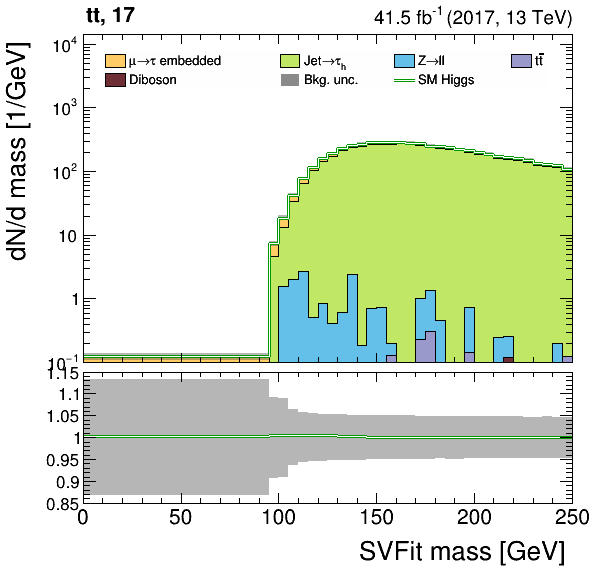 tt, 17
41.5 fb⁻¹ (2017, 13 TeV)
dN/d mass [1/GeV]
10⁴
10³
10²
10
1
10⁻¹
μ→τ embedded
Jet→τₕ
Z→ll
tt̄
Diboson
Bkg. unc.
SM Higgs
1.15
1.1
1.05
1
0.95
0.9
0.85
0 50 100 150 200 250
SVFit mass [GeV]